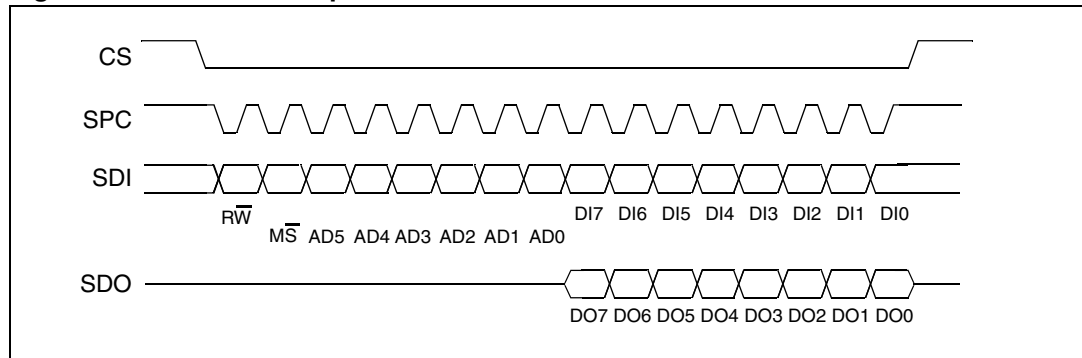 CS
SPC
SDI
RW̅
DI7 DI6 DI5 DI4 DI3 DI2 DI1 DI0
MS̅ AD5 AD4 AD3 AD2 AD1 AD0
SDO
DO7 DO6 DO5 DO4 DO3 DO2 DO1 DO0